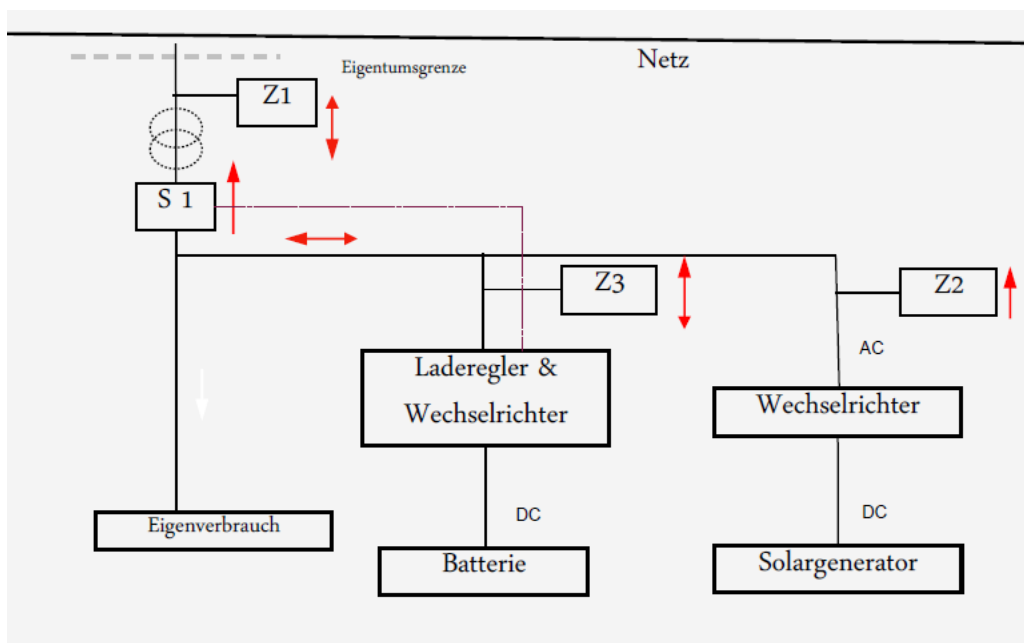 Netz
Eigentumsgrenze
Z1
S 1
Z3
Z2
AC
Laderegler &
Wechselrichter
Wechselrichter
DC
DC
Eigenverbrauch
Batterie
Solargenerator